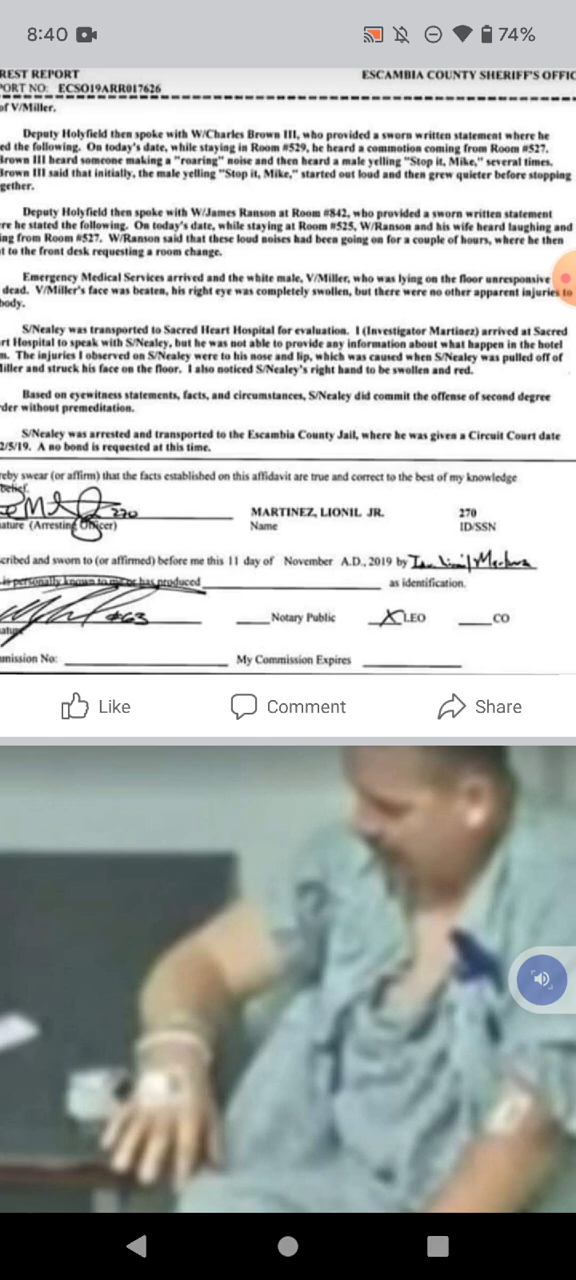 8:40
74%
REST REPORT
ESCAMBIA COUNTY SHERIFF'S OFFIC
PORT NO: ECSO19ARR017626
of V/Miller.
Deputy Holyfield then spoke with W/Charles Brown III, who provided a sworn written statement where he
ed the following. On today's date, while staying in Room #529, he heard a commotion coming from Room #527.
Brown III heard someone making a "roaring" noise and then heard a male yelling "Stop it, Mike," several times.
Brown III said that initially, the male yelling "Stop it, Mike," started out loud and then grew quieter before stopping
gether.
Deputy Holyfield then spoke with W/James Ranson at Room #842, who provided a sworn written statement
re he stated the following. On today's date, while staying at Room #525, W/Ranson and his wife heard laughing and
ing from Room #527. W/Ranson said that these loud noises had been going on for a couple of hours, where he then
t to the front desk requesting a room change.
Emergency Medical Services arrived and the white male, V/Miller, who was lying on the floor unresponsive
dead. V/Miller's face was beaten, his right eye was completely swollen, but there were no other apparent injuries to
body.
S/Nealey was transported to Sacred Heart Hospital for evaluation. I (Investigator Martinez) arrived at Sacred
rt Hospital to speak with S/Nealey, but he was not able to provide any information about what happen in the hotel
m. The injuries I observed on S/Nealey were to his nose and lip, which was caused when S/Nealey was pulled off of
iller and struck his face on the floor. I also noticed S/Nealey's right hand to be swollen and red.
Based on eyewitness statements, facts, and circumstances, S/Nealey did commit the offense of second degree
der without premeditation.
S/Nealey was arrested and transported to the Escambia County Jail, where he was given a Circuit Court date
2/5/19. A no bond is requested at this time.
reby swear (or affirm) that the facts established on this affidavit are true and correct to the best of my knowledge
belief.
270
MARTINEZ, LIONIL JR.
270
ature (Arresting Officer)
Name
ID/SSN
cribed and sworn to (or affirmed) before me this 11 day of November A.D., 2019 by
is personally known to me or has produced
as identification.
#63
Notary Public
X LEO
CO
atu
mission No:
My Commission Expires
Like
Comment
Share